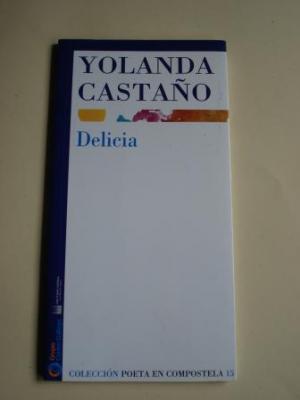 YOLANDA
CASTAÑO
Delicia
COLECCIÓN POETA EN COMPOSTELA 15